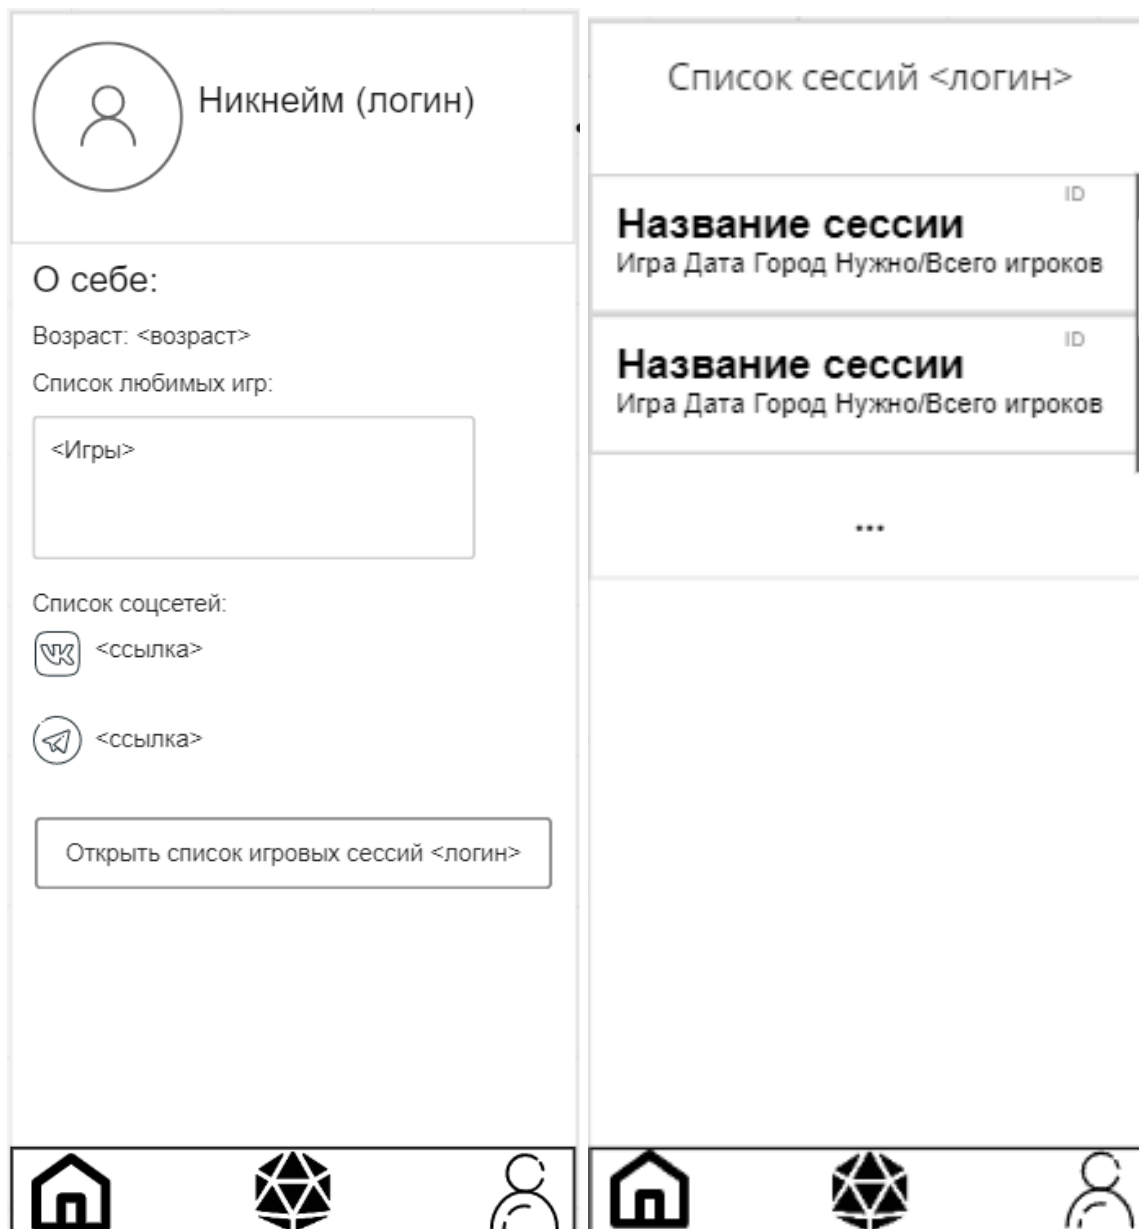 Никнейм (логин)
О себе:
Возраст: <возраст>
Список любимых игр:
<Игры>
Список соцсетей:
<ссылка>
<ссылка>
Открыть список игровых сессий <логин>
Список сессий <логин>
ID
Название сессии
Игра Дата Город Нужно/Всего игроков
ID
Название сессии
Игра Дата Город Нужно/Всего игроков
...